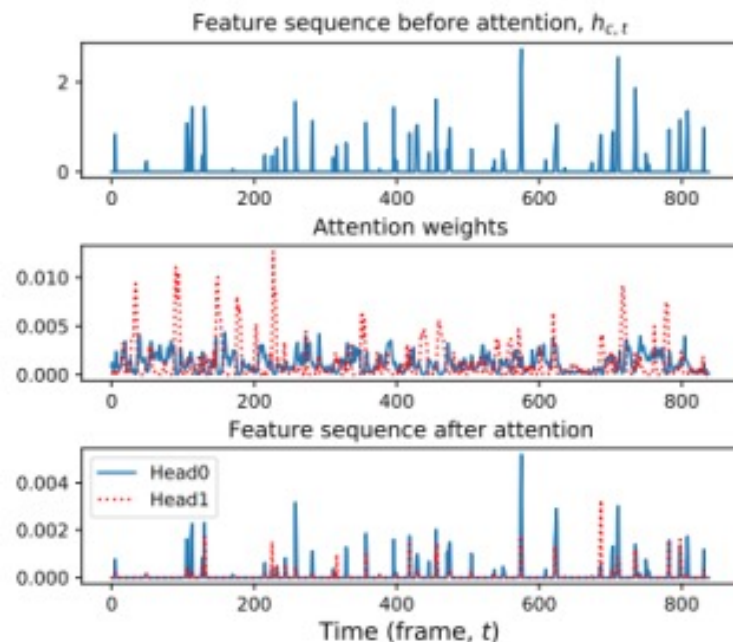 Feature sequence before attention, h_{c,t}
2
0
0 200 400 600 800
Attention weights
0.010
0.005
0.000
0 200 400 600 800
Feature sequence after attention
Head0
Head1
0.004
0.002
0.000
0 200 400 600 800
Time (frame, t)